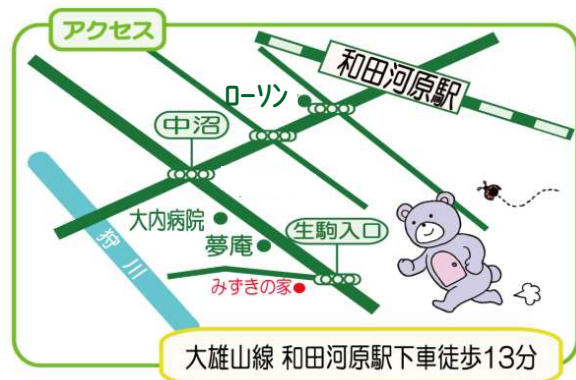 アクセス
和田河原駅
ローソン
中沼
大内病院
夢庵
生駒入口
みずきの家
狩川
大雄山線 和田河原駅下車徒歩13分